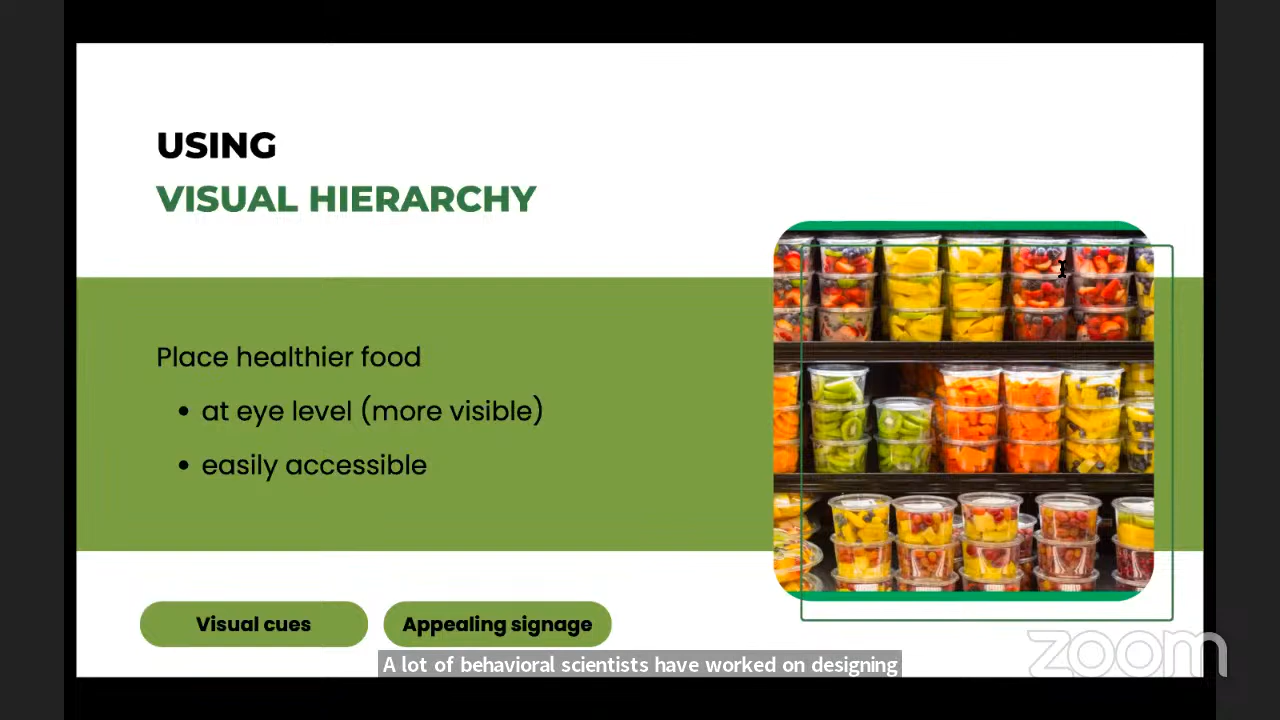 USING
VISUAL HIERARCHY
Place healthier food
• at eye level (more visible)
• easily accessible
Visual cues
Appealing signage
A lot of behavioral scientists have worked on designing
zoom